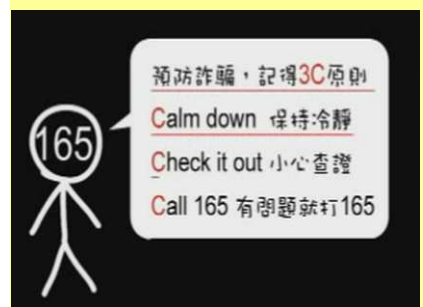 165
預防詐騙，記得3C原則
Calm down 保持冷靜
Check it out 小心查證
Call 165 有問題就打165